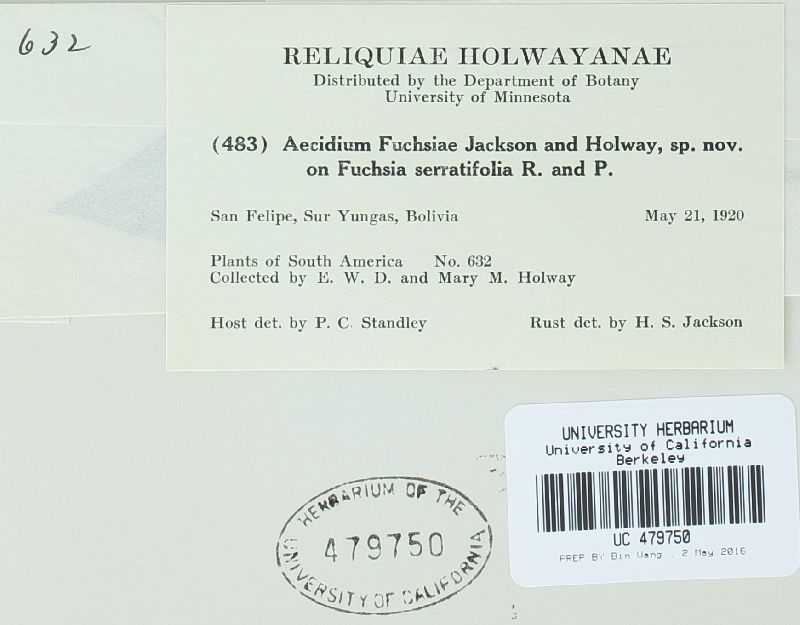 632
RELIQUIAE HOLWAYANAE
Distributed by the Department of Botany
University of Minnesota
(483) Aecidium Fuchsiae Jackson and Holway, sp. nov.
on Fuchsia serratifolia R. and P.
San Felipe, Sur Yungas, Bolivia May 21, 1920
Plants of South America No. 632
Collected by E. W. D. and Mary M. Holway
Host det. by P. C. Standley Rust det. by H. S. Jackson
HERBARIUM OF THE
479750
UNIVERSITY OF CALIFORNIA
UNIVERSITY HERBARIUM
University of California
Berkeley
UC 479750
PREP BY Bin Wang . 2 May 2016